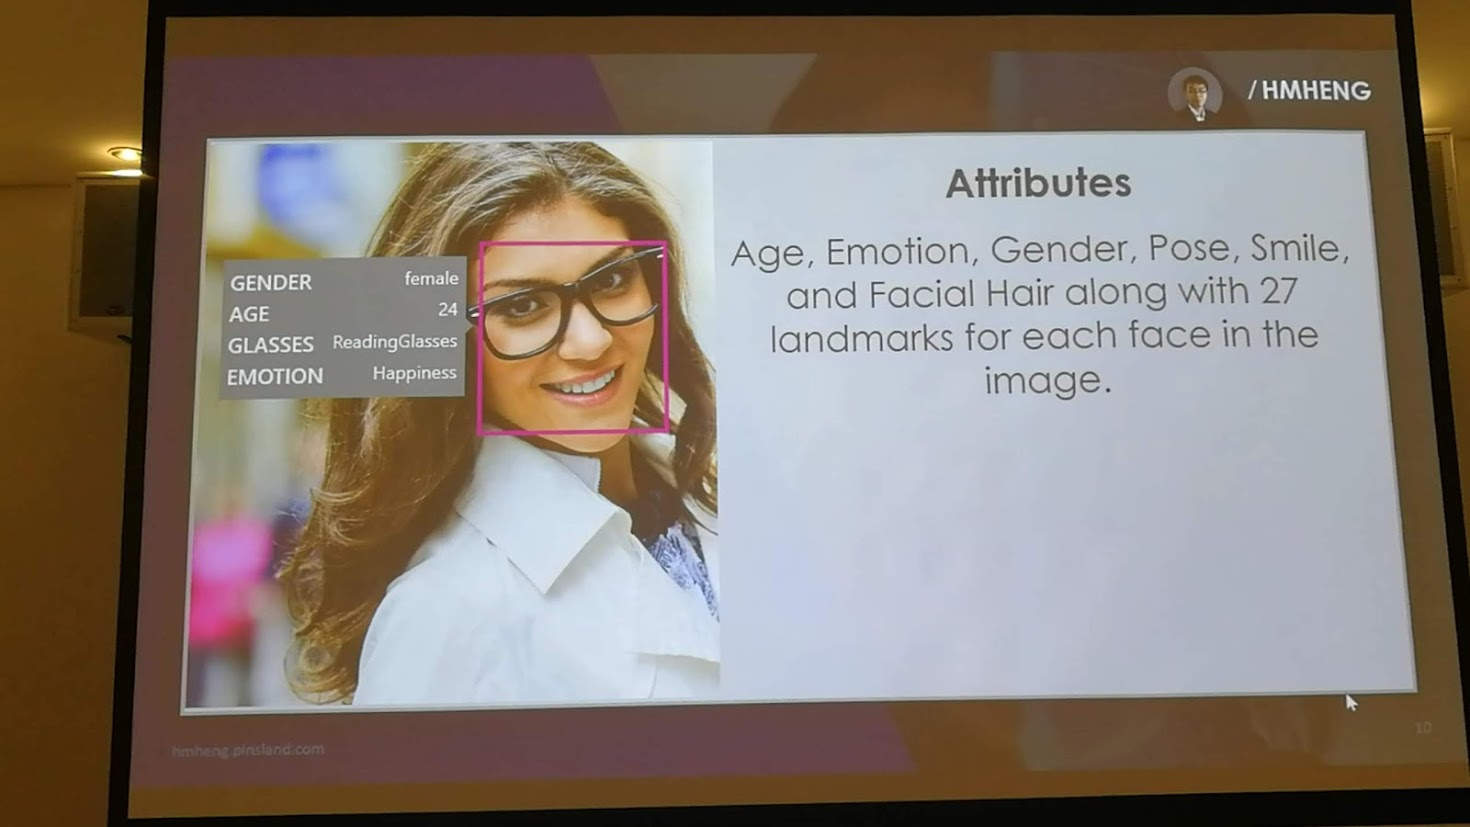 / HMHENG
GENDER female
AGE 24
GLASSES ReadingGlasses
EMOTION Happiness
Attributes
Age, Emotion, Gender, Pose, Smile,
and Facial Hair along with 27
landmarks for each face in the
image.
hmheng.pinsland.com
10